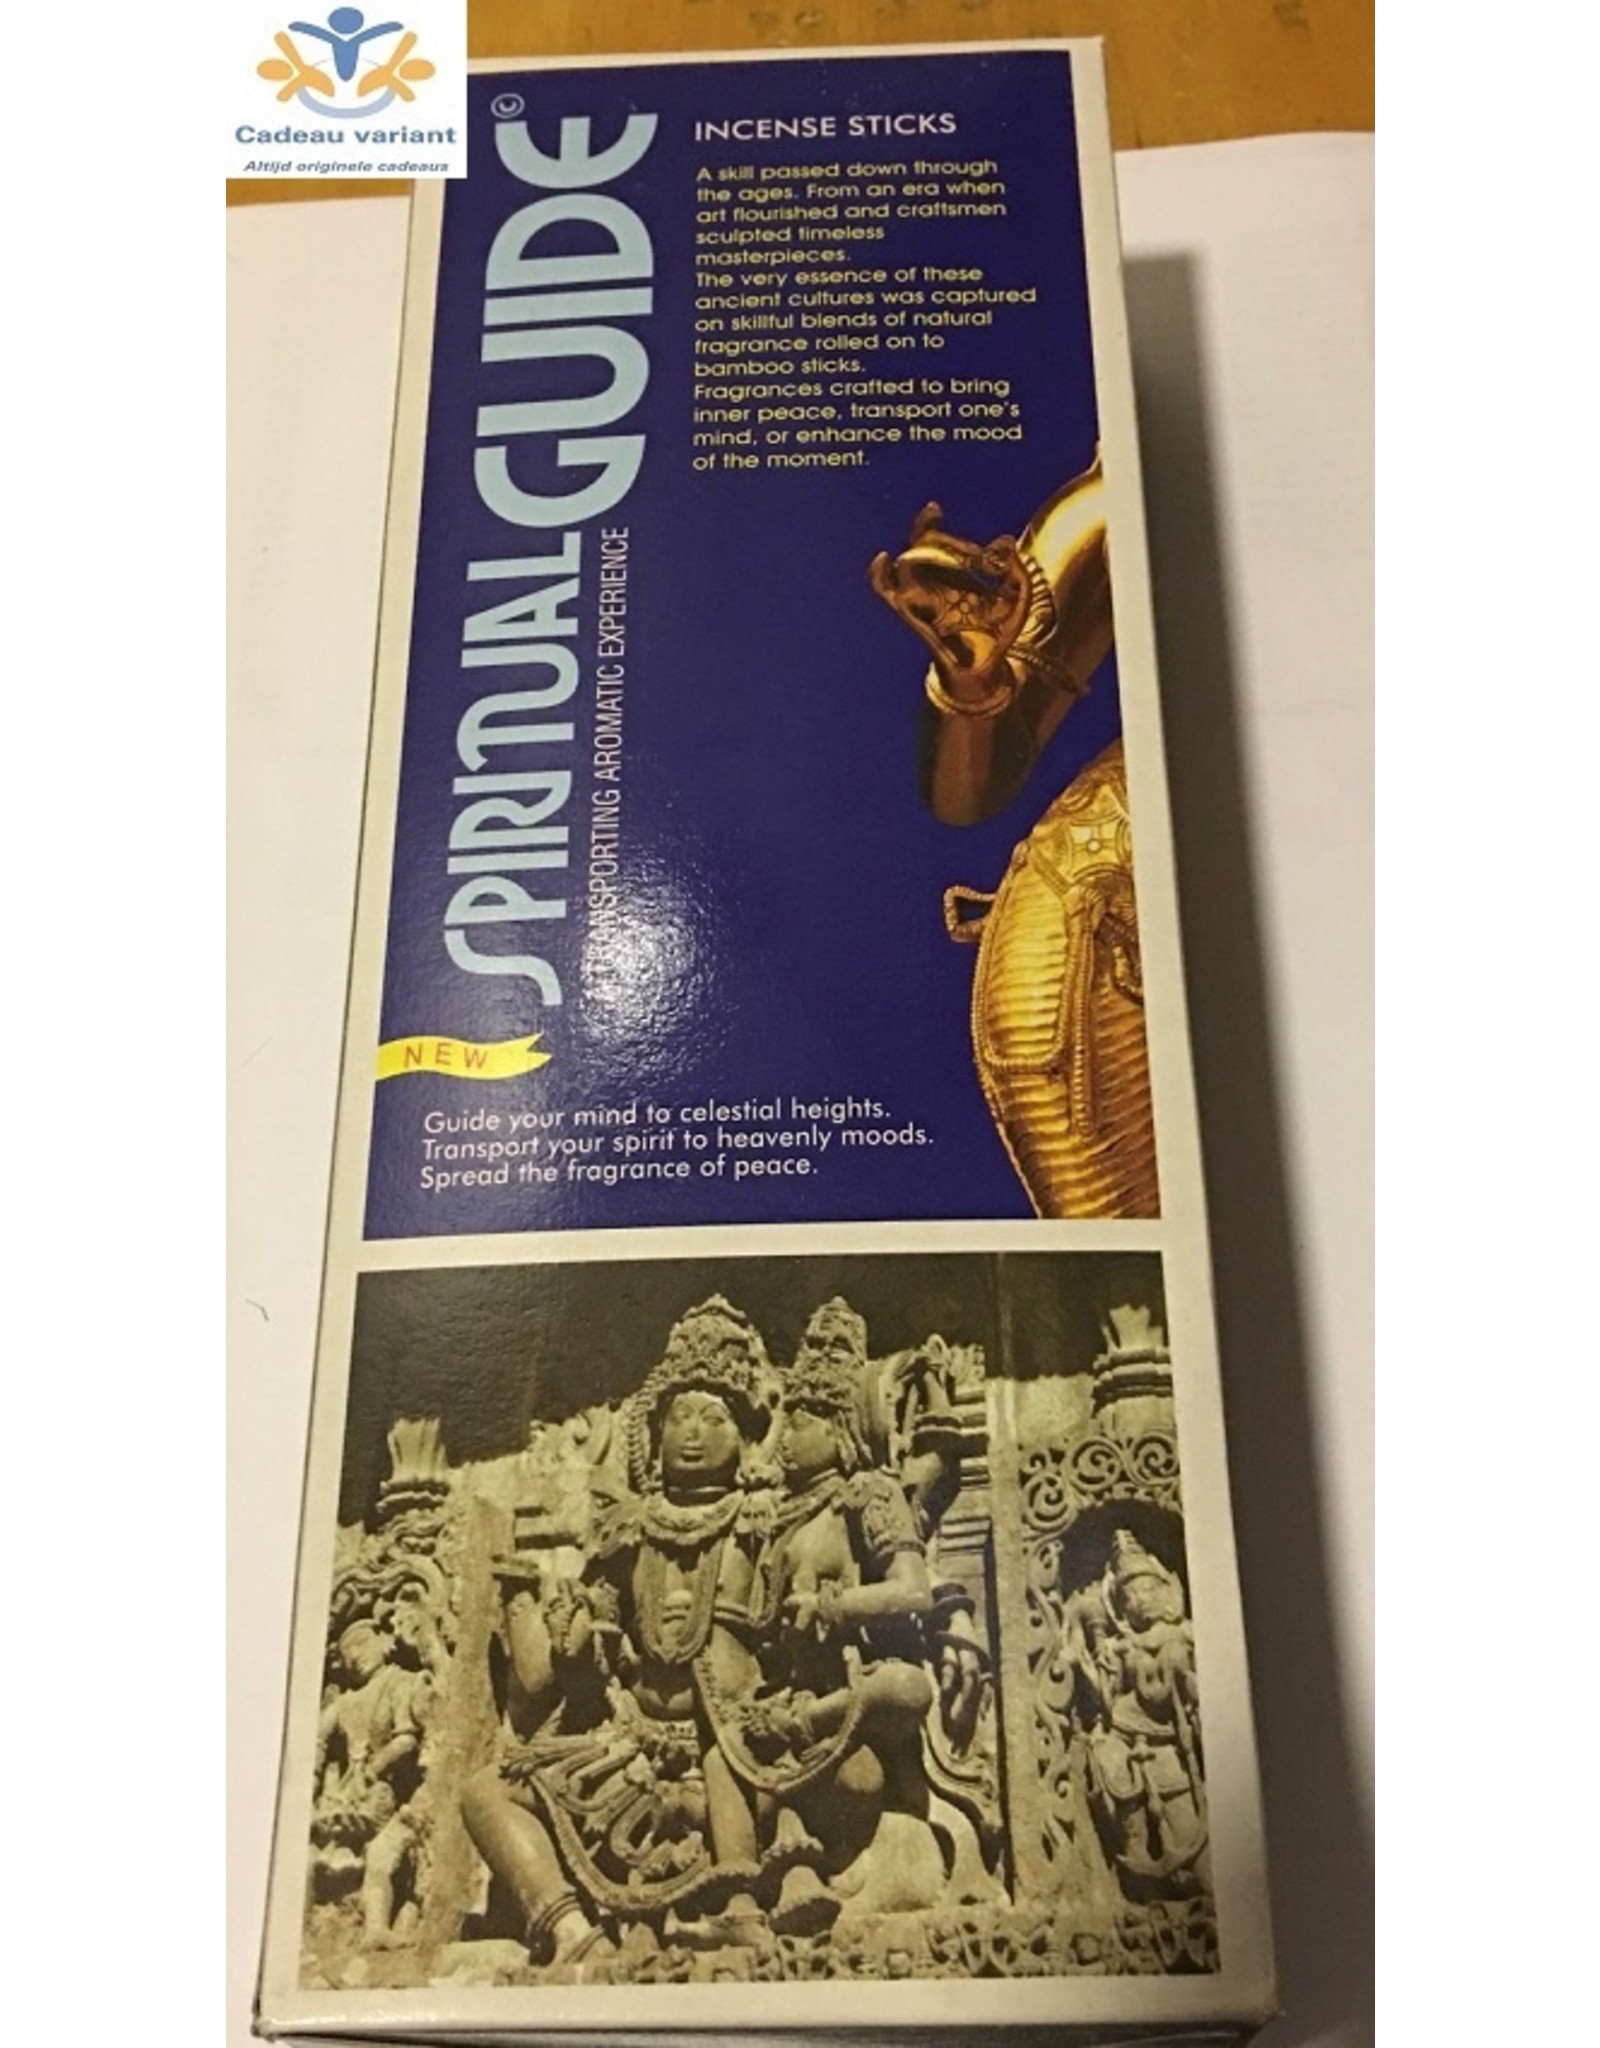 Cadeau variant
Altijd originele cadeaus
SPIRITUAL GUIDE
©
TRANSPORTING AROMATIC EXPERIENCE
INCENSE STICKS
A skill passed down through
the ages. From an era when
art flourished and craftsmen
sculpted timeless
masterpieces.
The very essence of these
ancient cultures was captured
on skillful blends of natural
fragrance rolled on to
bamboo sticks.
Fragrances crafted to bring
inner peace, transport one's
mind, or enhance the mood
of the moment.
NEW
Guide your mind to celestial heights.
Transport your spirit to heavenly moods.
Spread the fragrance of peace.